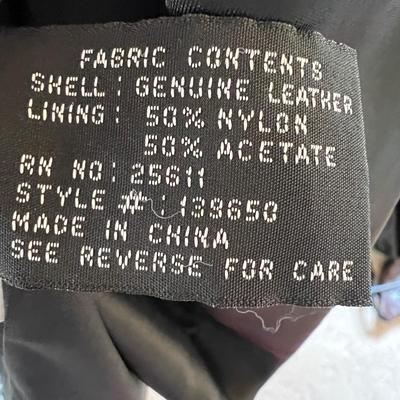 FABRIC CONTENTS
SHELL: GENUINE LEATHER
LINING: 50% NYLON
50% ACETATE
RN NO: 25611
STYLE #: 139650
MADE IN CHINA
SEE REVERSE FOR CARE